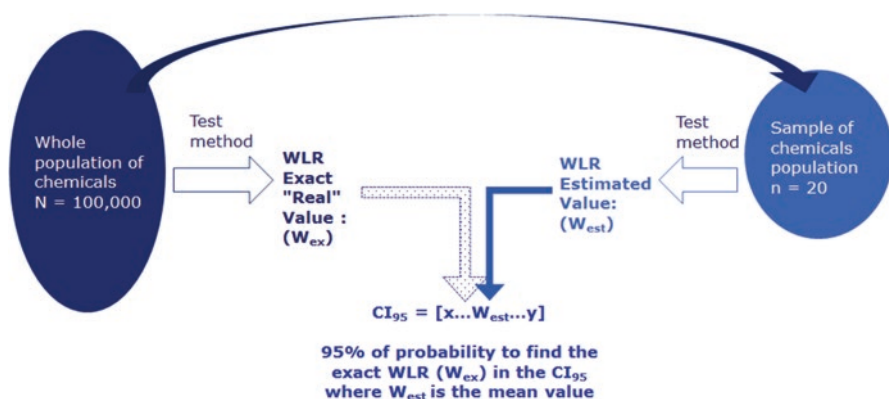 Whole
population of
chemicals
N = 100,000
Test
method
WLR
Exact
"Real"
Value :
(Wex)
WLR
Estimated
Value:
(West)
Test
method
Sample of
chemicals
population
n = 20
CI95 = [x...West...y]
95% of probability to find the
exact WLR (Wex) in the CI95
where West is the mean value